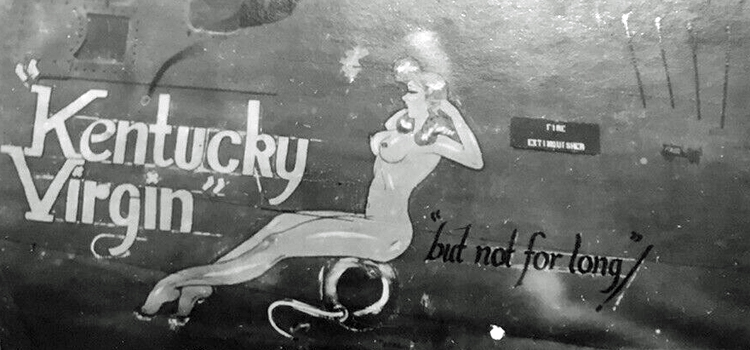 "Kentucky
Virgin"
"but not for long"
FIRE
EXTINGUISHER